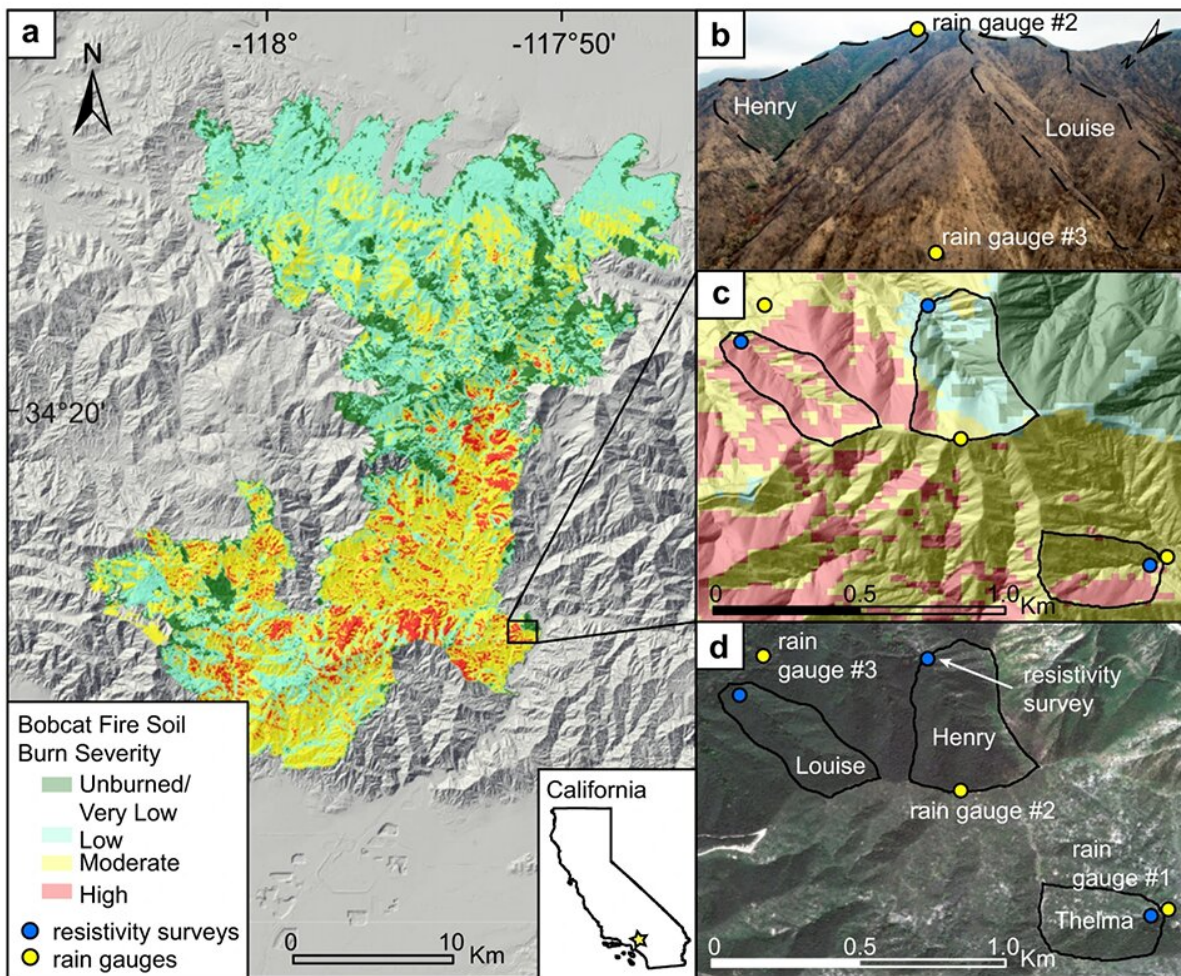 a
N
-118°
-117°50'
34°20'
Bobcat Fire Soil
Burn Severity
Unburned/
Very Low
Low
Moderate
High
resistivity surveys
rain gauges
0
10
Km
California
b
rain gauge #2
N
Henry
Louise
rain gauge #3
c
0
0.5
1.0
Km
d
rain
gauge #3
resistivity
survey
Henry
Louise
rain gauge #2
rain
gauge #1
Thelma
0
0.5
1.0
Km